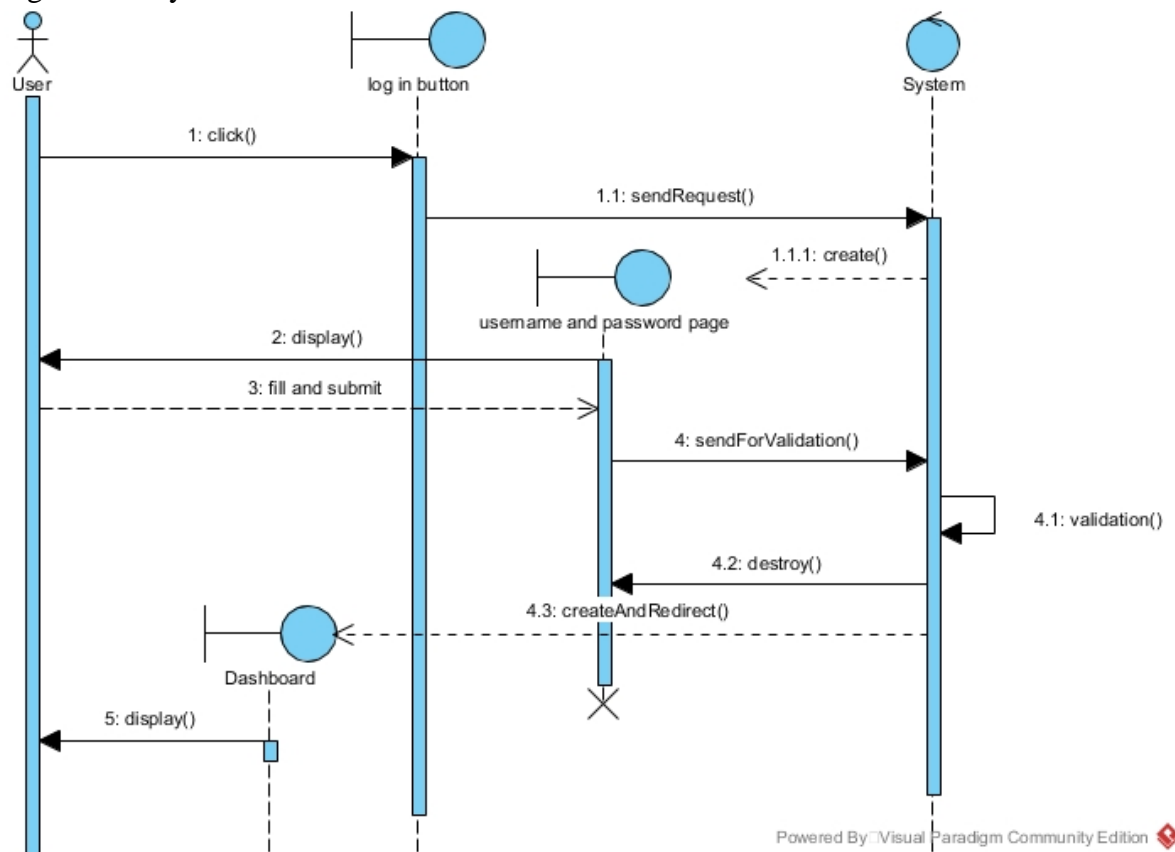 User
log in button
System
1: click()
1.1: sendRequest()
1.1.1: create()
username and password page
2: display()
3: fill and submit
4: sendForValidation()
4.1: validation()
4.2: destroy()
4.3: createAndRedirect()
Dashboard
5: display()
Powered By Visual Paradigm Community Edition